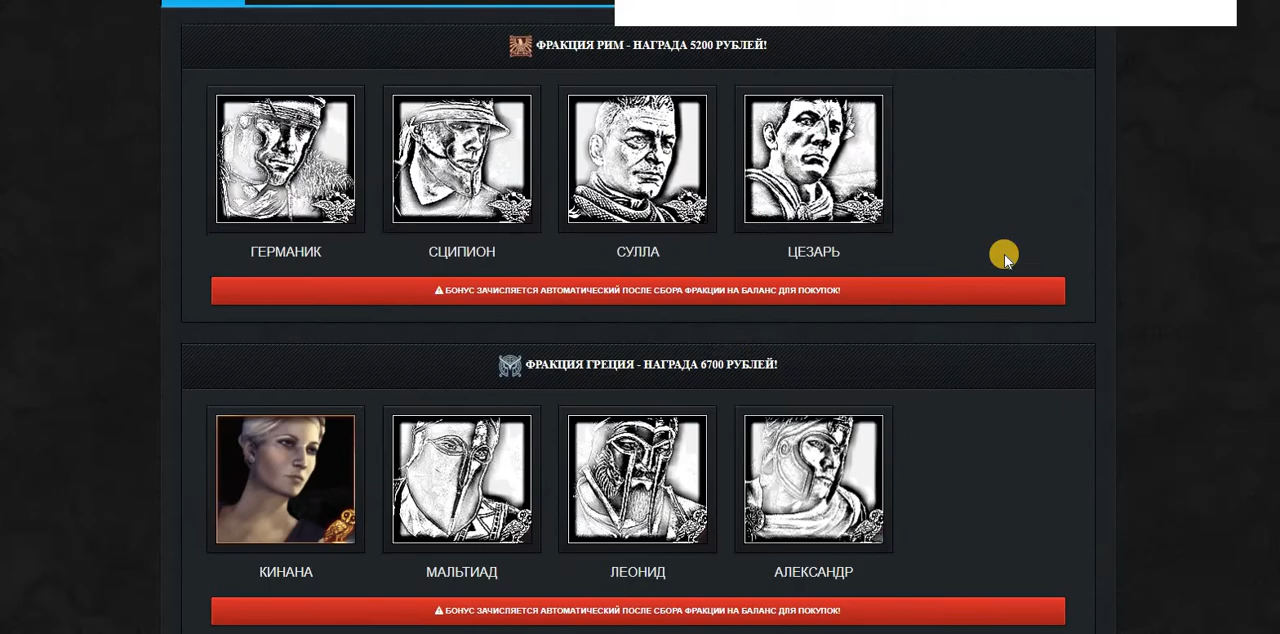 ФРАКЦИЯ РИМ - НАГРАДА 5200 РУБЛЕЙ!
ГЕРМАНИК
СЦИПИОН
СУЛЛА
ЦЕЗАРЬ
БОНУС ЗАЧИСЛЯЕТСЯ АВТОМАТИЧЕСКИЙ ПОСЛЕ СБОРА ФРАКЦИИ НА БАЛАНС ДЛЯ ПОКУПОК!
ФРАКЦИЯ ГРЕЦИЯ - НАГРАДА 6700 РУБЛЕЙ!
КИНАНА
МАЛЬТИАД
ЛЕОНИД
АЛЕКСАНДР
БОНУС ЗАЧИСЛЯЕТСЯ АВТОМАТИЧЕСКИЙ ПОСЛЕ СБОРА ФРАКЦИИ НА БАЛАНС ДЛЯ ПОКУПОК!